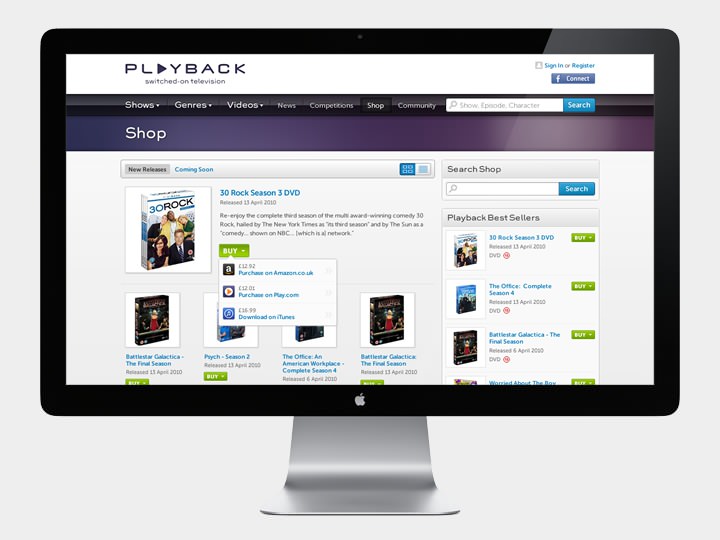 PLAYBACK
switched-on television
Sign In or Register
f Connect
Shows
Genres
Videos
News
Competitions
Shop
Community
Show, Episode, Character
Search
Shop
New Releases
Coming Soon
30 Rock Season 3 DVD
Released 13 April 2010
Re-enjoy the complete third season of the multi award-winning comedy 30
Rock, hailed by The New York Times as "its third season" and by The Sun as a
"comedy... shown on NBC... [which is a] network."
BUY
£12.92
Purchase on Amazon.co.uk
£12.01
Purchase on Play.com
£16.99
Download on iTunes
30ROCK
Battlestar Galactica -
The Final Season
Released 13 April 2010
BUY
Psych - Season 2
Released 13 April 2010
BUY
The Office: An
American Workplace -
Complete Season 4
Released 6 April 2010
Battlestar Galactica:
The Final Season
Released 13 April 2010
BUY
Search Shop
Search
Playback Best Sellers
30 Rock Season 3 DVD
Released 13 April 2010
DVD
BUY
The Office: Complete
Season 4
Released 13 April 2010
DVD
BUY
Battlestar Galactica - The
Final Season
Released 6 April 2010
DVD
BUY
Worried About The Boy
BUY